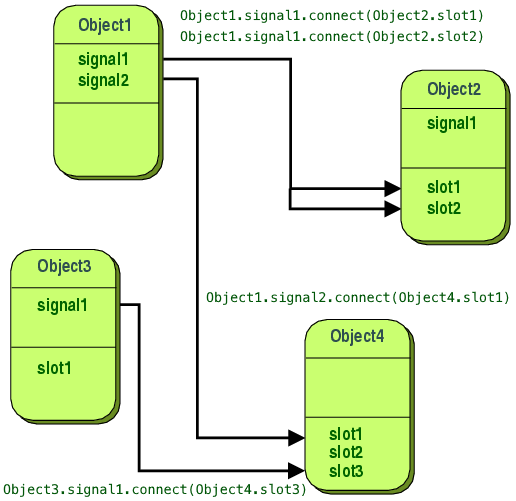 Object1
signal1
signal2
Object1.signal1.connect(Object2.slot1)
Object1.signal1.connect(Object2.slot2)
Object2
signal1
slot1
slot2
Object3
signal1
slot1
Object1.signal2.connect(Object4.slot1)
Object4
slot1
slot2
slot3
Object3.signal1.connect(Object4.slot3)